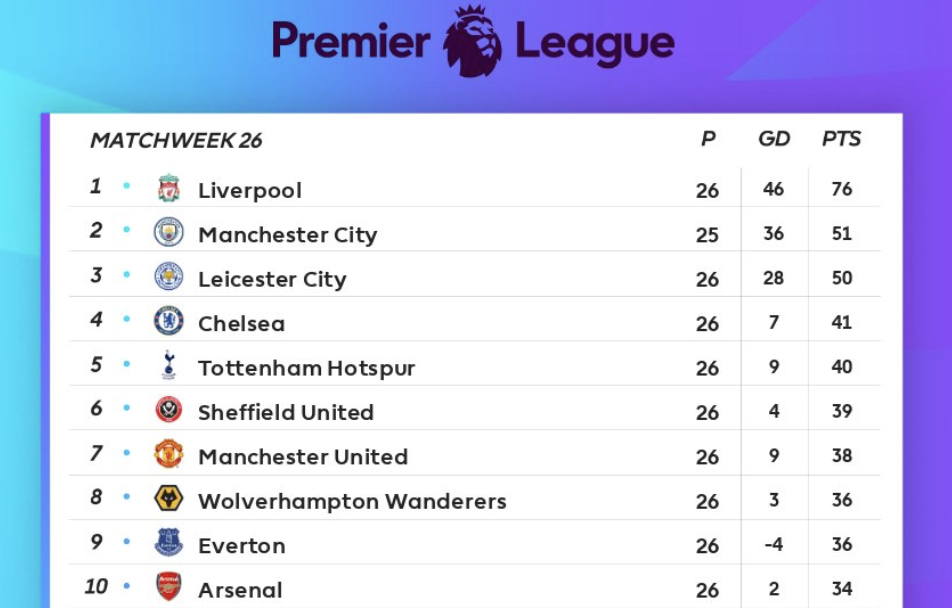 Premier League
MATCHWEEK 26 P GD PTS
1 Liverpool 26 46 76
2 Manchester City 25 36 51
3 Leicester City 26 28 50
4 Chelsea 26 7 41
5 Tottenham Hotspur 26 9 40
6 Sheffield United 26 4 39
7 Manchester United 26 9 38
8 Wolverhampton Wanderers 26 3 36
9 Everton 26 -4 36
10 Arsenal 26 2 34